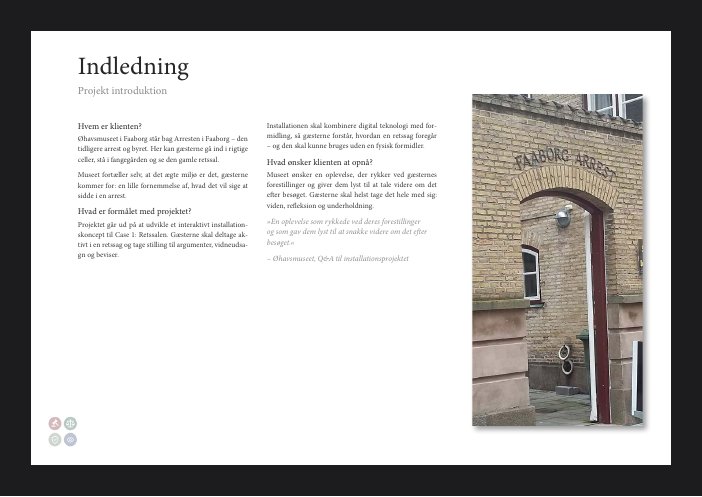 Indledning
Projekt introduktion
Hvem er klienten?
Øhavsmuseet i Faaborg står bag Arresten i Faaborg – den
tidligere arrest og byret. Her kan gæsterne gå ind i rigtige
celler, stå i fangegården og se den gamle retssal.
Museet fortæller selv, at det ægte miljø er det, gæsterne
kommer for: en lille fornemmelse af, hvad det vil sige at
sidde i en arrest.
Hvad er formålet med projektet?
Projektet går ud på at udvikle et interaktivt installation-
skoncept til Case 1: Retssalen. Gæsterne skal deltage ak-
tivt i en retssag og tage stilling til argumenter, vidneudsa-
gn og beviser.
Installationen skal kombinere digital teknologi med for-
midling, så gæsterne forstår, hvordan en retssag foregår
– og den skal kunne bruges uden en fysisk formidler.
Hvad ønsker klienten at opnå?
Museet ønsker en oplevelse, der rykker ved gæsternes
forestillinger og giver dem lyst til at tale videre om det
efter besøget. Gæsterne skal helst tage det hele med sig:
viden, refleksion og underholdning.
»En oplevelse som rykkede ved deres forestillinger
og som gav dem lyst til at snakke videre om det efter
besøget.«
– Øhavsmuseet, Q&A til installationsprojektet
FAABORG ARREST